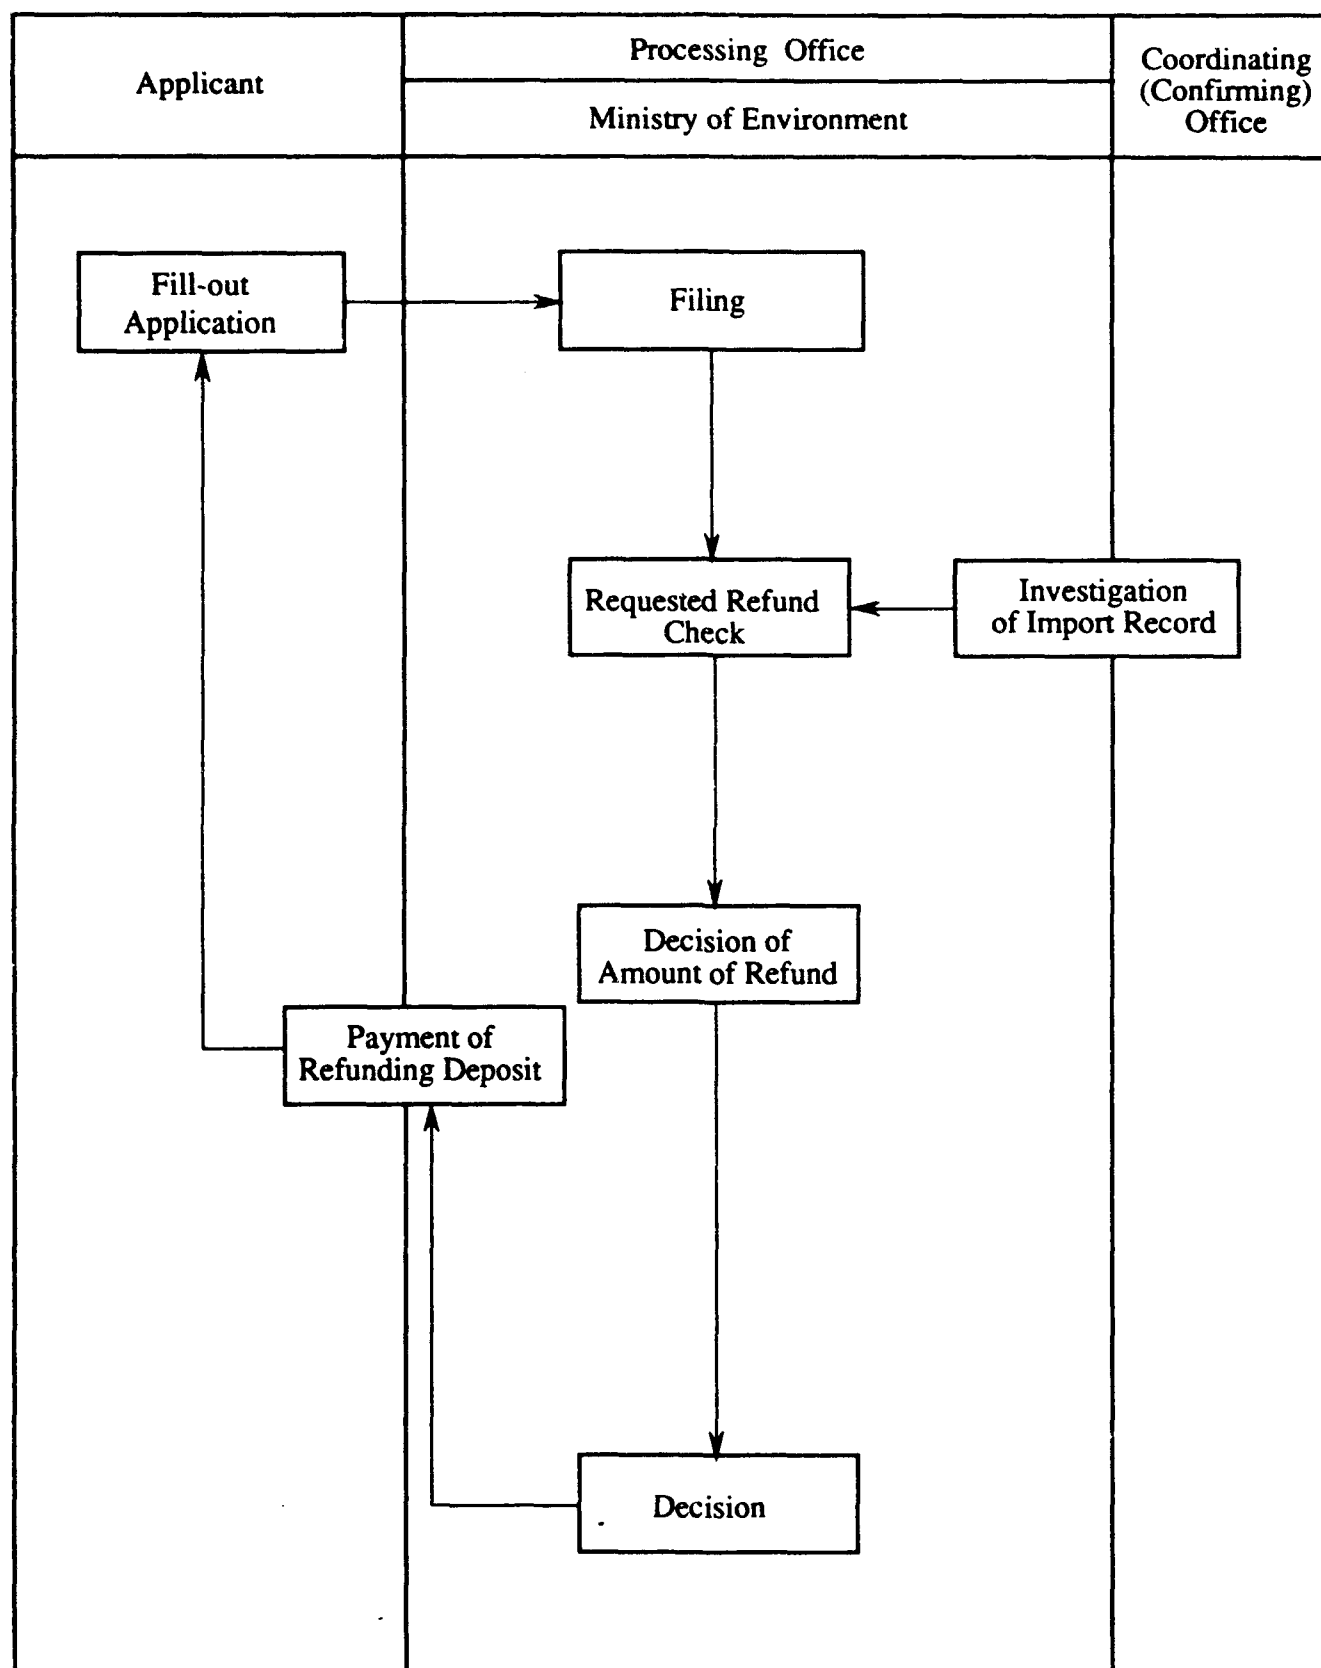 Applicant
Processing Office
Ministry of Environment
Coordinating
(Confirming)
Office
Fill-out
Application
Filing
Requested Refund
Check
Investigation
of Import Record
Decision of
Amount of Refund
Payment of
Refunding Deposit
Decision